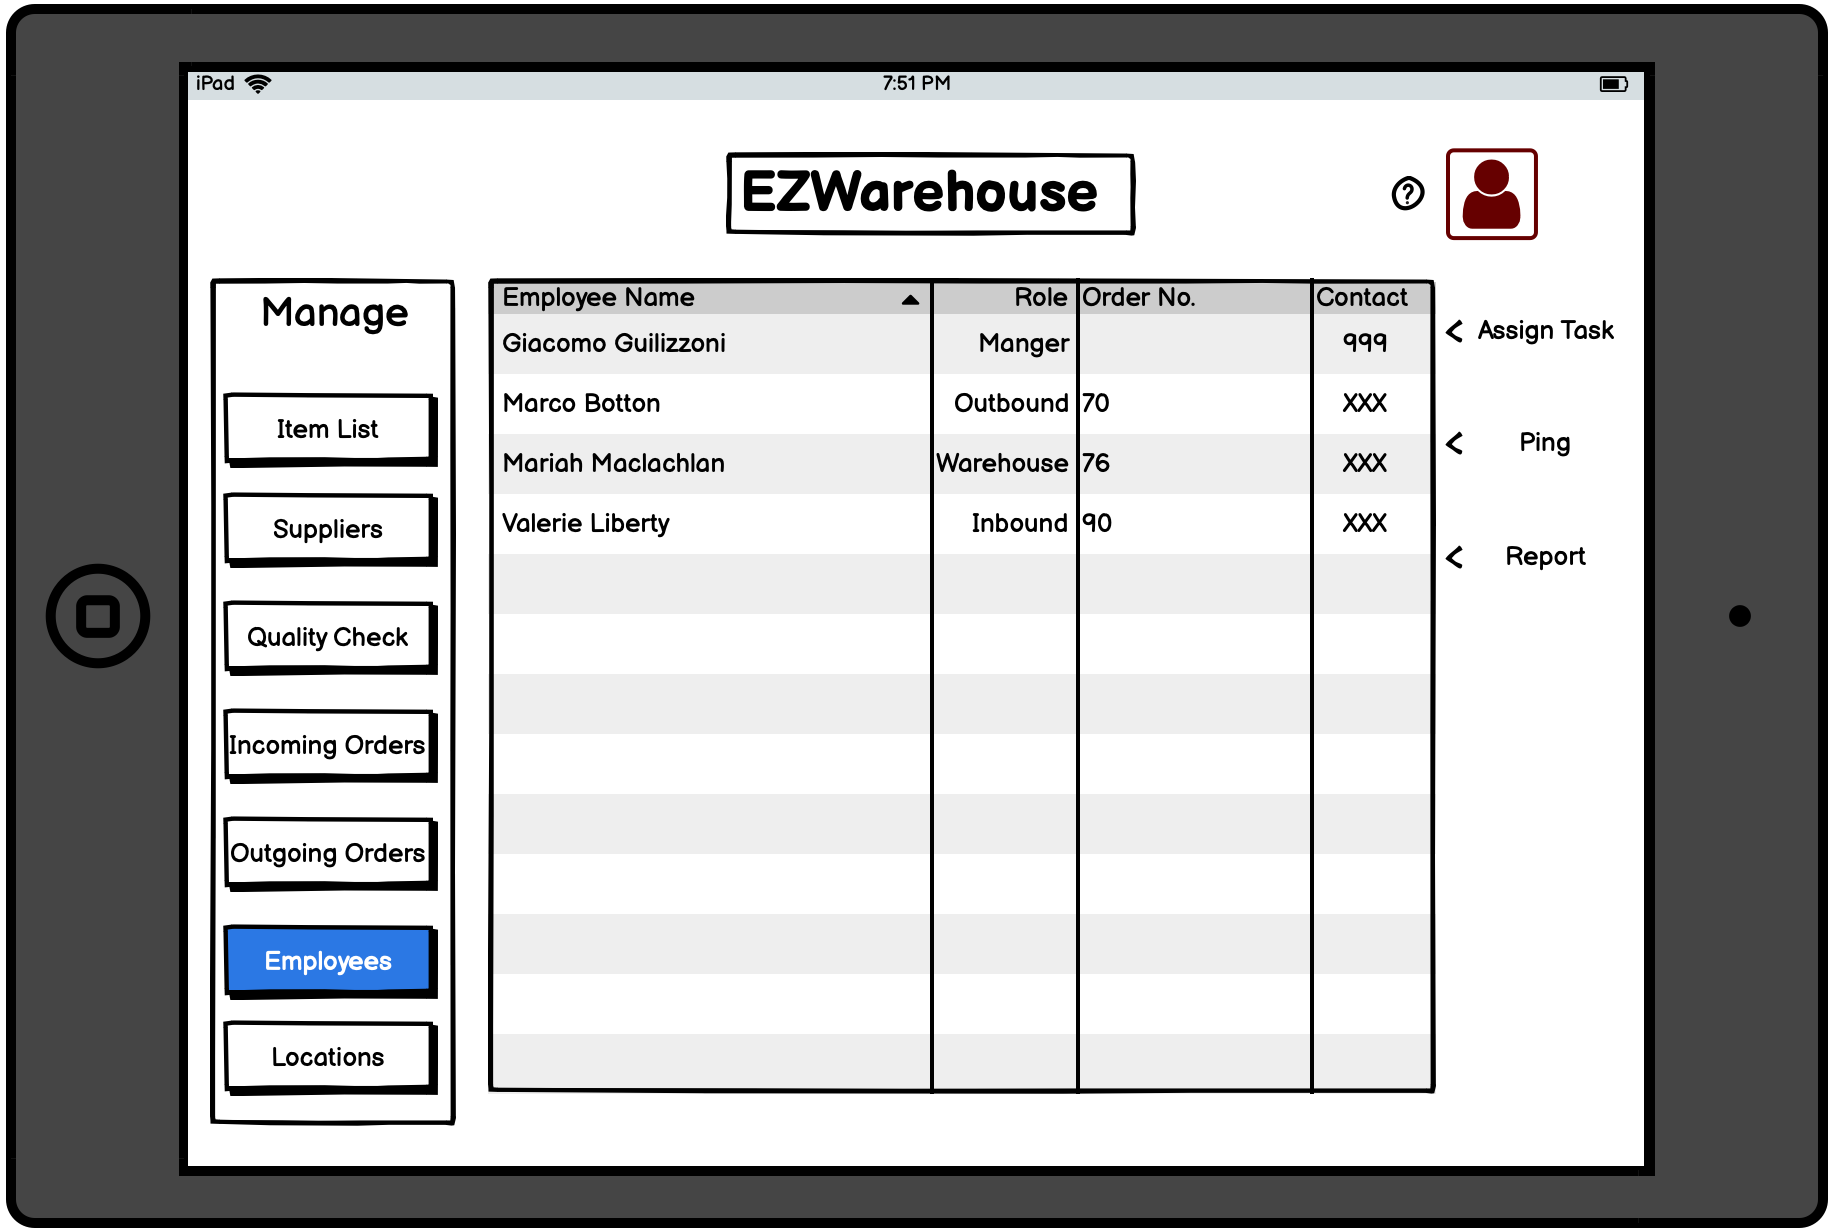 iPad
7:51 PM
EZWarehouse
?
Manage
Item List
Suppliers
Quality Check
Incoming Orders
Outgoing Orders
Employees
Locations
Employee Name Role Order No. Contact
Giacomo Guilizzoni Manger 999
Marco Botton Outbound 70 XXX
Mariah Maclachlan Warehouse 76 XXX
Valerie Liberty Inbound 90 XXX
< Assign Task
< Ping
< Report